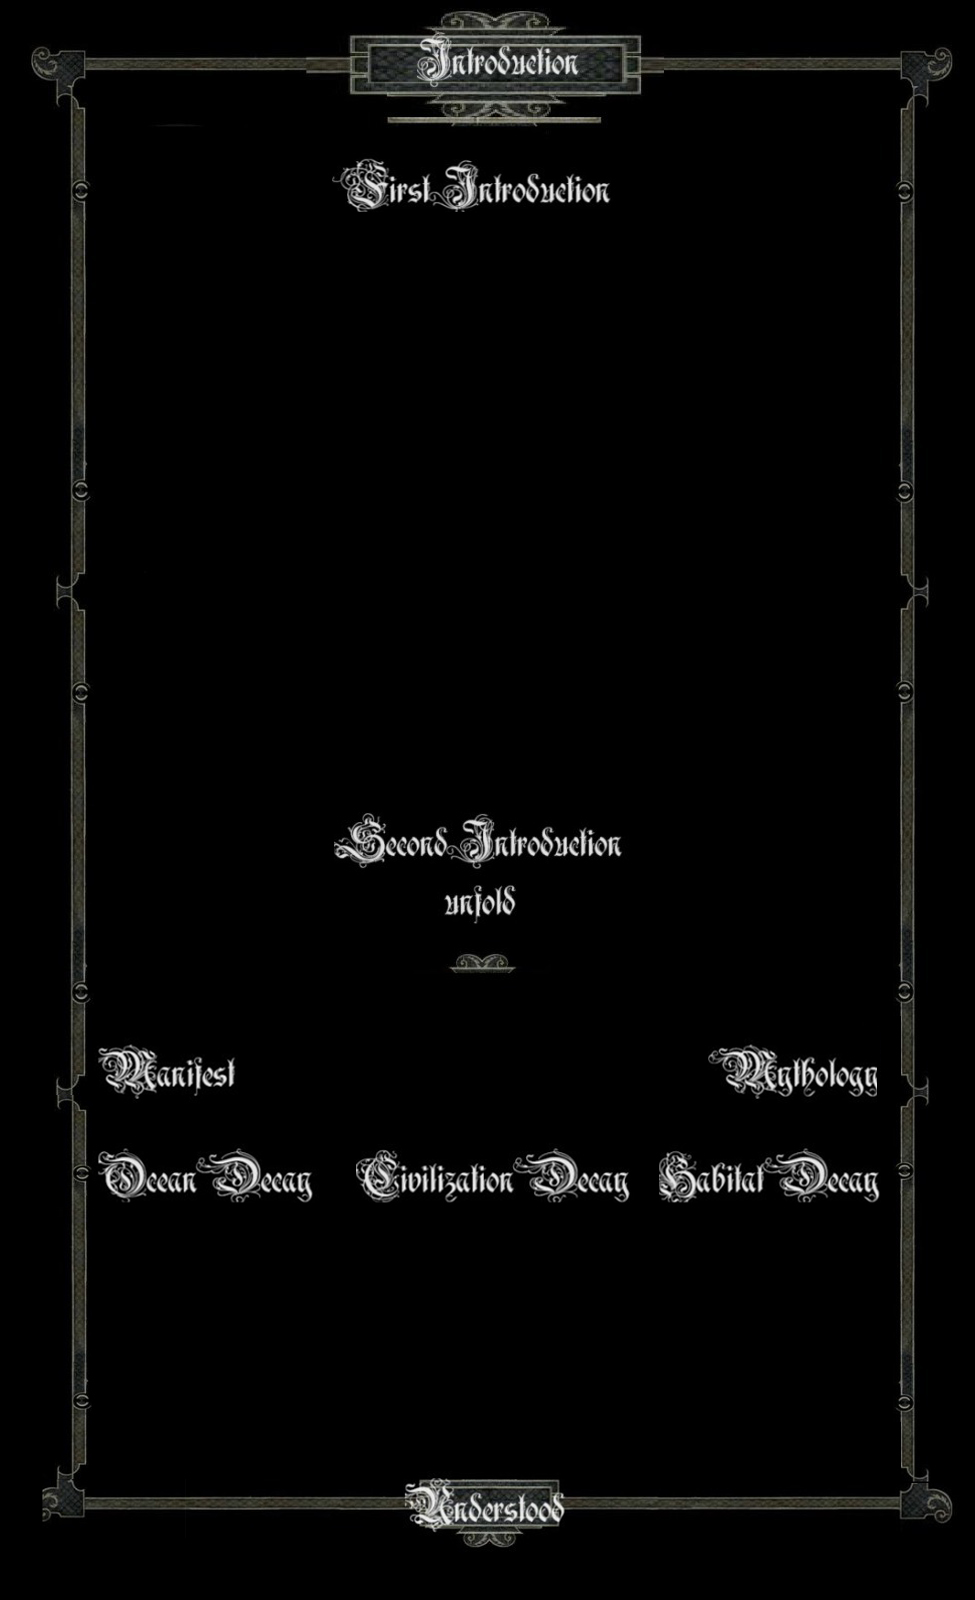 Introduction
First Introduction
Second Introduction
unfold
Manifest Mythology
Ocean Decay Civilization Decay Habitat Decay
Understood